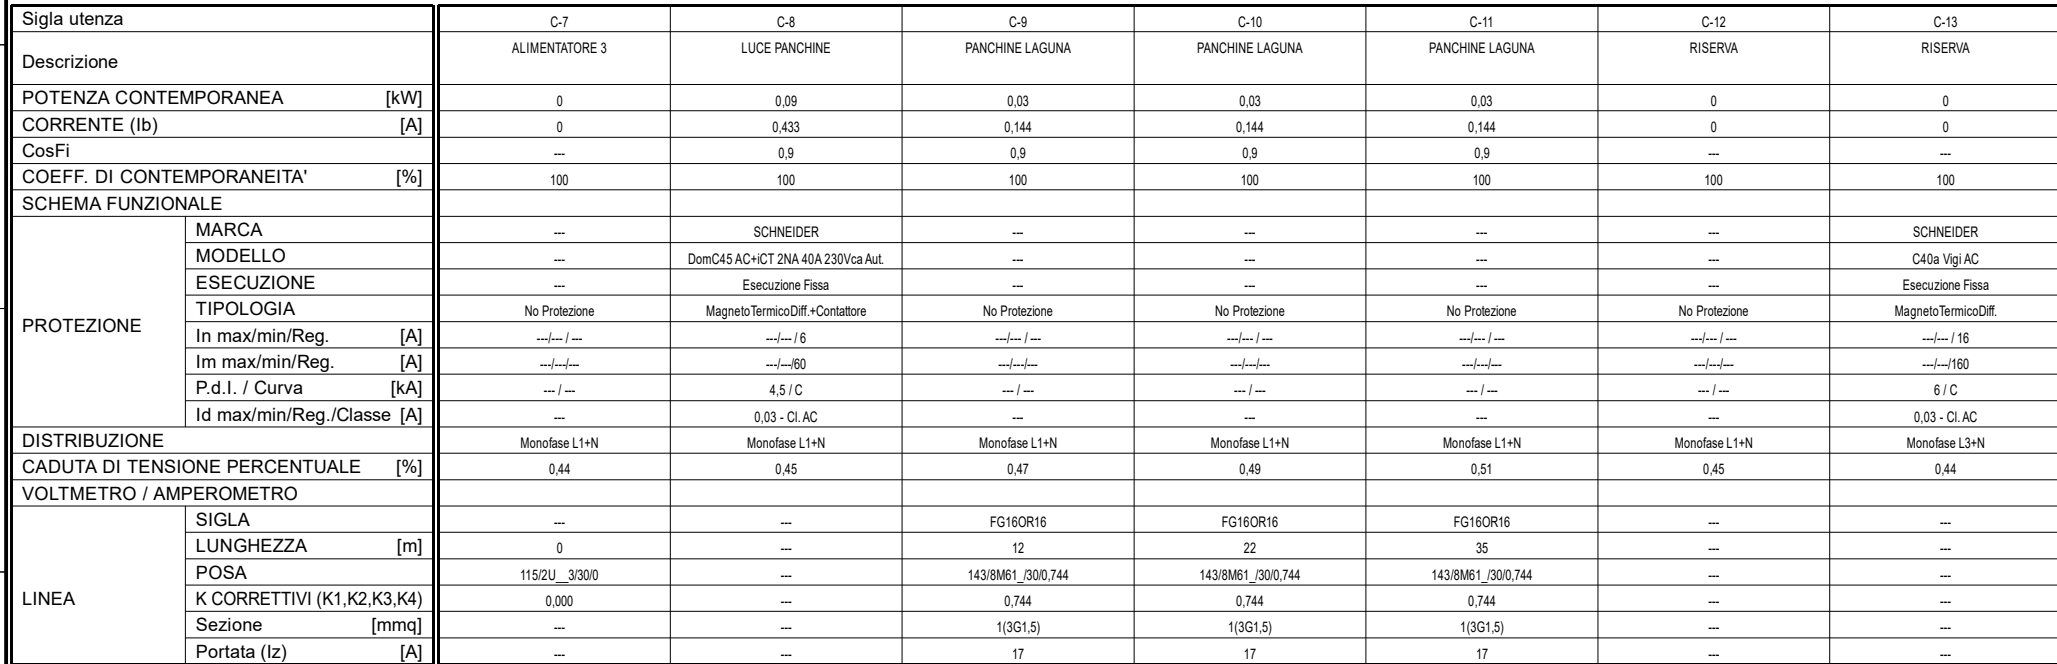 Sigla utenza C-7 C-8 C-9 C-10 C-11 C-12 C-13
Descrizione ALIMENTATORE 3 LUCE PANCHINE PANCHINE LAGUNA PANCHINE LAGUNA PANCHINE LAGUNA RISERVA RISERVA
POTENZA CONTEMPORANEA [kW] 0 0,09 0,03 0,03 0,03 0 0
CORRENTE (Ib) [A] 0 0,433 0,144 0,144 0,144 0 0
CosFi --- 0,9 0,9 0,9 0,9 --- ---
COEFF. DI CONTEMPORANEITA' [%] 100 100 100 100 100 100 100
SCHEMA FUNZIONALE
PROTEZIONE
MARCA --- SCHNEIDER --- --- --- --- SCHNEIDER
MODELLO --- DomC45 AC+iCT 2NA 40A 230Vca Aut. --- --- --- --- C40a Vigi AC
ESECUZIONE --- Esecuzione Fissa --- --- --- --- Esecuzione Fissa
TIPOLOGIA No Protezione MagnetoTermicoDiff.+Contattore No Protezione No Protezione No Protezione No Protezione MagnetoTermicoDiff.
In max/min/Reg. [A] ---/--- / --- ---/--- / 6 ---/--- / --- ---/--- / --- ---/--- / --- ---/--- / --- ---/--- / 16
Im max/min/Reg. [A] ---/---/--- ---/---/60 ---/---/--- ---/---/--- ---/---/--- ---/---/--- ---/---/160
P.d.I. / Curva [kA] --- / --- 4,5 / C --- / --- --- / --- --- / --- --- / --- 6 / C
Id max/min/Reg./Classe [A] --- 0,03 - Cl. AC --- --- --- --- 0,03 - Cl. AC
DISTRIBUZIONE Monofase L1+N Monofase L1+N Monofase L1+N Monofase L1+N Monofase L1+N Monofase L1+N Monofase L3+N
CADUTA DI TENSIONE PERCENTUALE [%] 0,44 0,45 0,47 0,49 0,51 0,45 0,44
VOLTMETRO / AMPEROMETRO
LINEA
SIGLA --- --- FG16OR16 FG16OR16 FG16OR16 --- ---
LUNGHEZZA [m] 0 --- 12 22 35 --- ---
POSA 115/2U__3/30/0 --- 143/8M61_/30/0,744 143/8M61_/30/0,744 143/8M61_/30/0,744 --- ---
K CORRETTIVI (K1,K2,K3,K4) 0,000 --- 0,744 0,744 0,744 --- ---
Sezione [mmq] --- --- 1(3G1,5) 1(3G1,5) 1(3G1,5) --- ---
Portata (Iz) [A] --- --- 17 17 17 --- ---